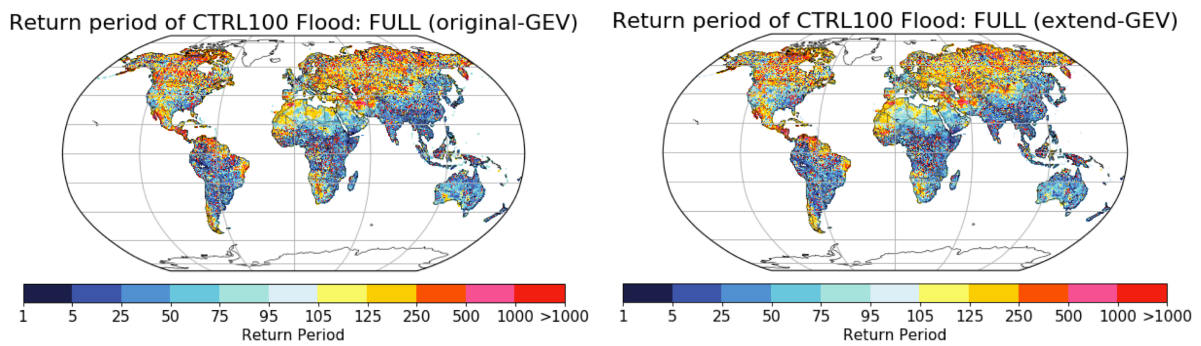 Return period of CTRL100 Flood: FULL (original-GEV)
1 5 25 50 75 95 105 125 250 500 1000 >1000
Return Period
Return period of CTRL100 Flood: FULL (extend-GEV)
1 5 25 50 75 95 105 125 250 500 1000 >1000
Return Period